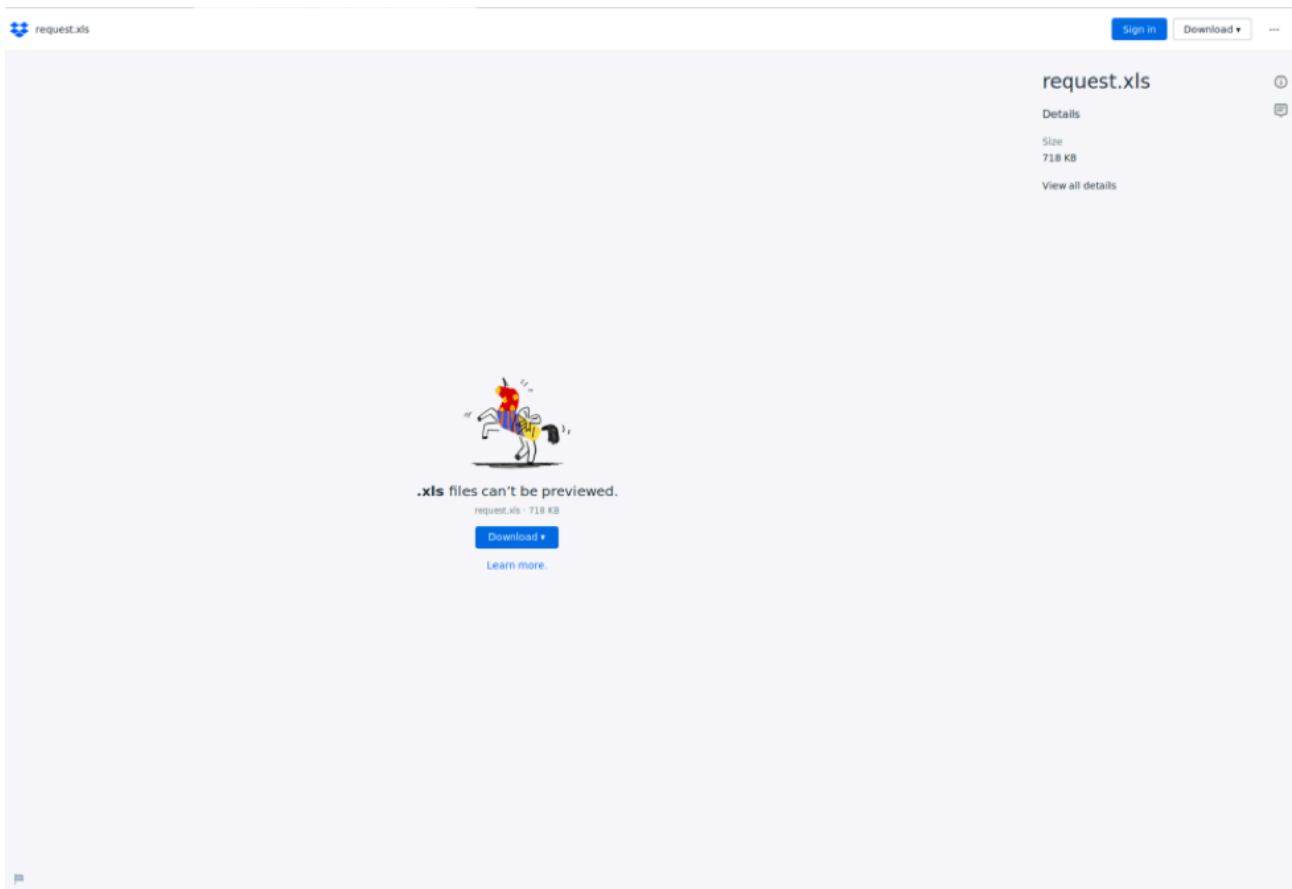 request.xls
Sign in
Download ▾
request.xls
Details
Size
718 KB
View all details
.xls files can't be previewed.
request.xls · 718 KB
Download ▾
Learn more.